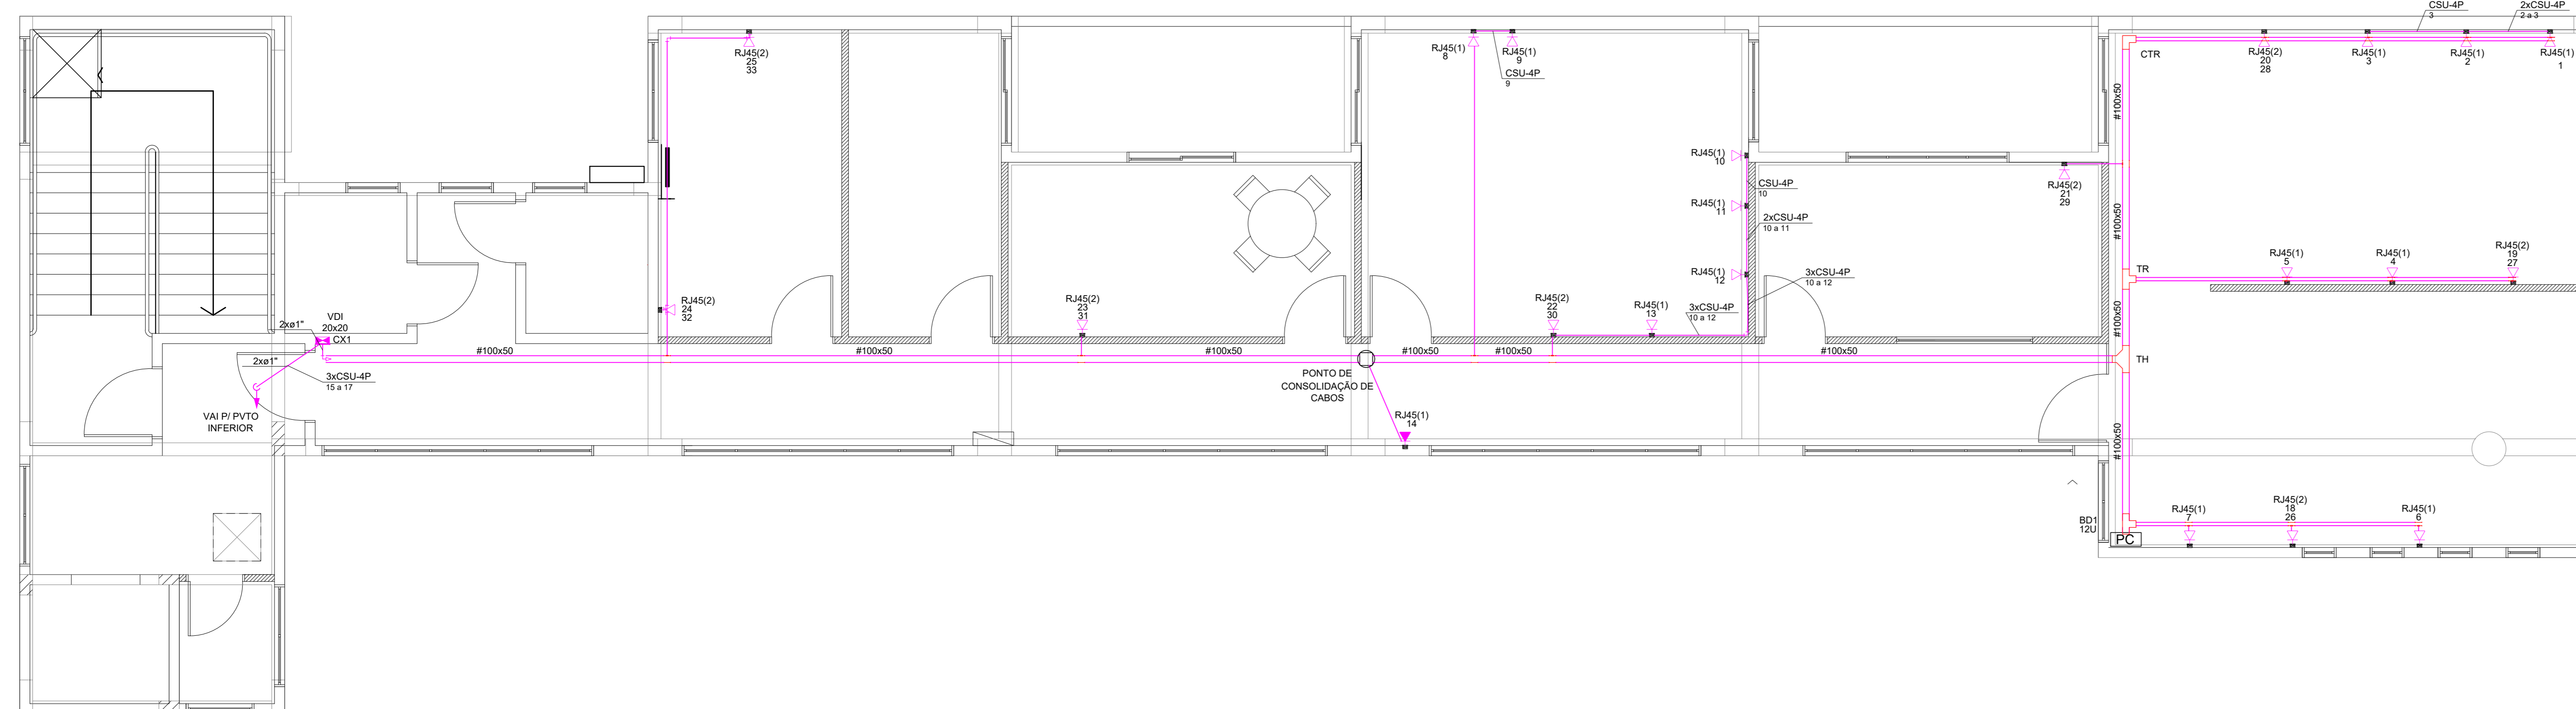 CSU-4P
3
2xCSU-4P
2 a 3
RJ45(2)
25
33
RJ45(1)
8
RJ45(1)
9
CSU-4P
9
CTR
RJ45(2)
20
28
RJ45(1)
3
RJ45(1)
2
RJ45(1)
1
#100x50
RJ45(1)
10
CSU-4P
10
RJ45(1)
11
2xCSU-4P
10 a 11
RJ45(2)
21
29
#100x50
RJ45(1)
12
3xCSU-4P
10 a 12
TR
RJ45(1)
5
RJ45(1)
4
RJ45(2)
19
27
RJ45(2)
24
32
RJ45(2)
23
31
RJ45(2)
22
30
RJ45(1)
13
3xCSU-4P
10 a 12
#100x50
VDI
20x20
2xø1"
CX1
#100x50
#100x50
#100x50
#100x50
#100x50
#100x50
TH
2xø1"
3xCSU-4P
15 a 17
PONTO DE
CONSOLIDAÇÃO DE
CABOS
VAI P/ PVTO
INFERIOR
RJ45(1)
14
#100x50
BD1
12U
PC
RJ45(1)
7
RJ45(2)
18
26
RJ45(1)
6